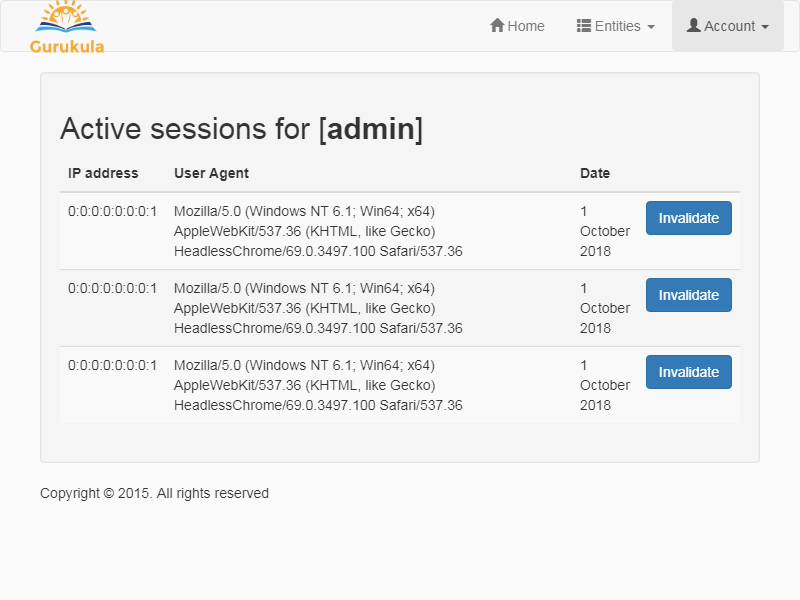 Gurukula
Home Entities Account
Active sessions for [admin]
IP address User Agent Date
0:0:0:0:0:0:0:1 Mozilla/5.0 (Windows NT 6.1; Win64; x64) 1 Invalidate
AppleWebKit/537.36 (KHTML, like Gecko) October
HeadlessChrome/69.0.3497.100 Safari/537.36 2018
0:0:0:0:0:0:0:1 Mozilla/5.0 (Windows NT 6.1; Win64; x64) 1 Invalidate
AppleWebKit/537.36 (KHTML, like Gecko) October
HeadlessChrome/69.0.3497.100 Safari/537.36 2018
0:0:0:0:0:0:0:1 Mozilla/5.0 (Windows NT 6.1; Win64; x64) 1 Invalidate
AppleWebKit/537.36 (KHTML, like Gecko) October
HeadlessChrome/69.0.3497.100 Safari/537.36 2018
Copyright © 2015. All rights reserved